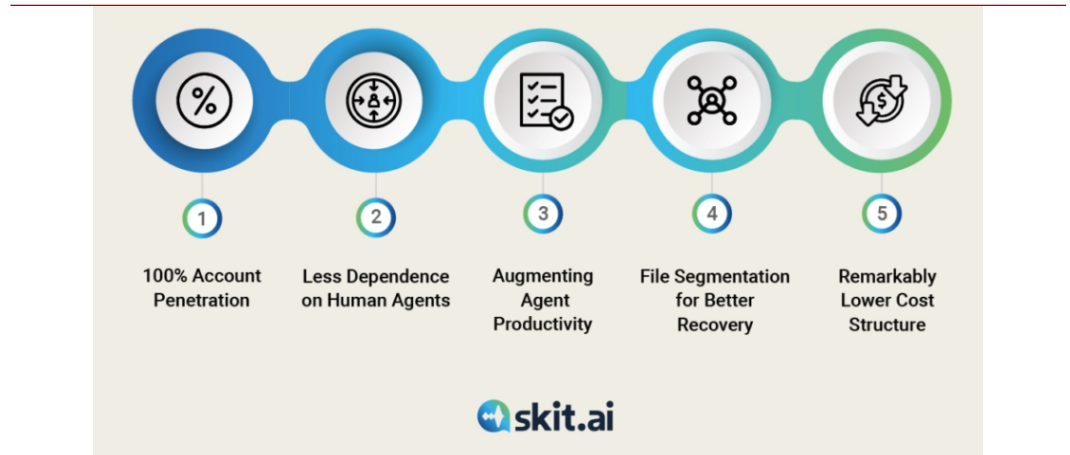 1
2
3
4
5
100% Account
Penetration
Less Dependence
on Human Agents
Augmenting
Agent
Productivity
File Segmentation
for Better
Recovery
Remarkably
Lower Cost
Structure
skit.ai